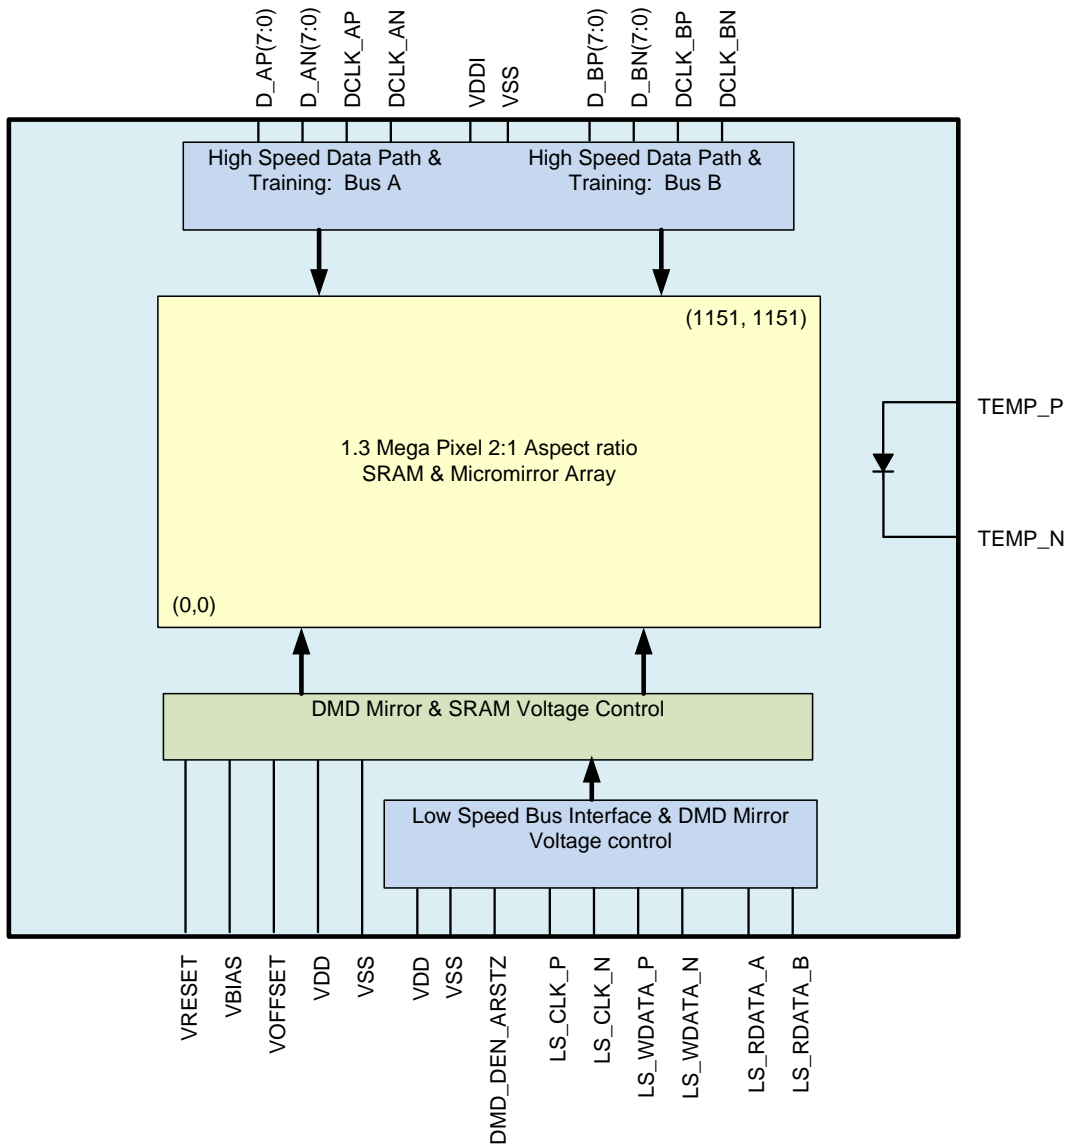 D_AP(7:0)
D_AN(7:0)
DCLK_AP
DCLK_AN
VDDI
VSS
D_BP(7:0)
D_BN(7:0)
DCLK_BP
DCLK_BN
High Speed Data Path &
Training: Bus A
High Speed Data Path &
Training: Bus B
(1151, 1151)
1.3 Mega Pixel 2:1 Aspect ratio
SRAM & Micromirror Array
(0,0)
TEMP_P
TEMP_N
DMD Mirror & SRAM Voltage Control
Low Speed Bus Interface & DMD Mirror
Voltage control
VRESET
VBIAS
VOFFSET
VDD
VSS
VDD
VSS
DMD_DEN_ARSTZ
LS_CLK_P
LS_CLK_N
LS_WDATA_P
LS_WDATA_N
LS_RDATA_A
LS_RDATA_B